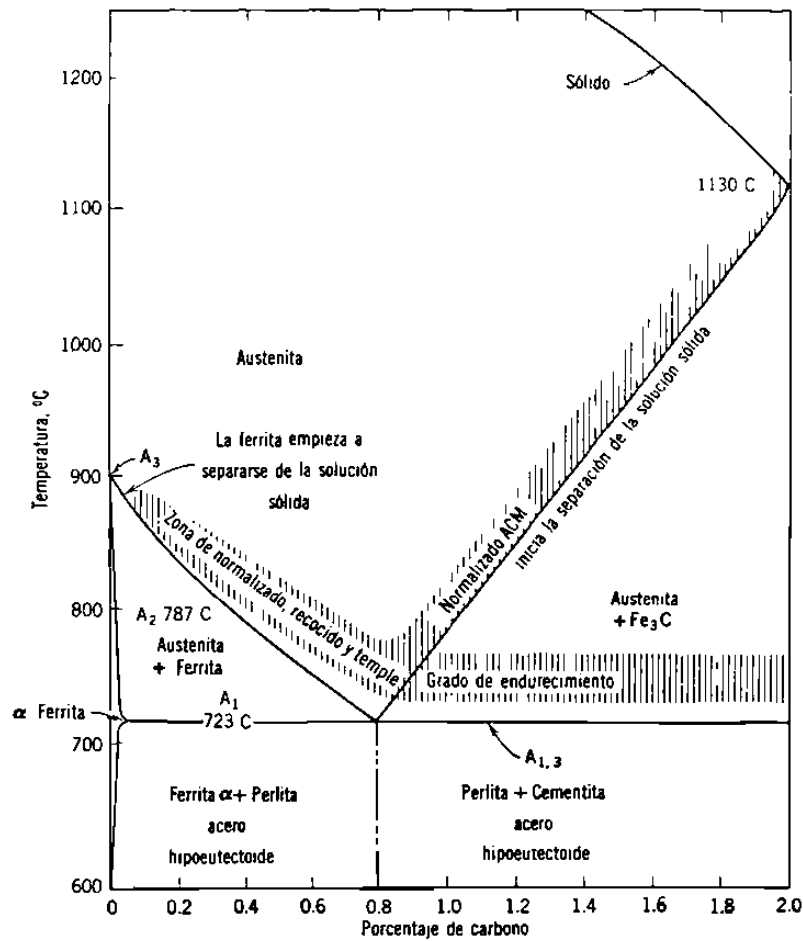 1200
1100
1000
900
800
700
600
Temperatura, ºC
Sólido
1130 C
Austenita
A3
La ferrita empieza a
separarse de la solución
sólida
Zona de normalizado, recocido y temple
Normalizado ACM
inicia la separación de la solución sólida
A2 787 C
Austenita
+ Ferrita
Austenita
+ Fe3C
Grado de endurecimiento
A1
723 C
α Ferrita
A1, 3
Ferrita α + Perlita
acero
hipoeutectoide
Perlita + Cementita
acero
hipoeutectoide
0 0.2 0.4 0.6 0.8 1.0 1.2 1.4 1.6 1.8 2.0
Porcentaje de carbono